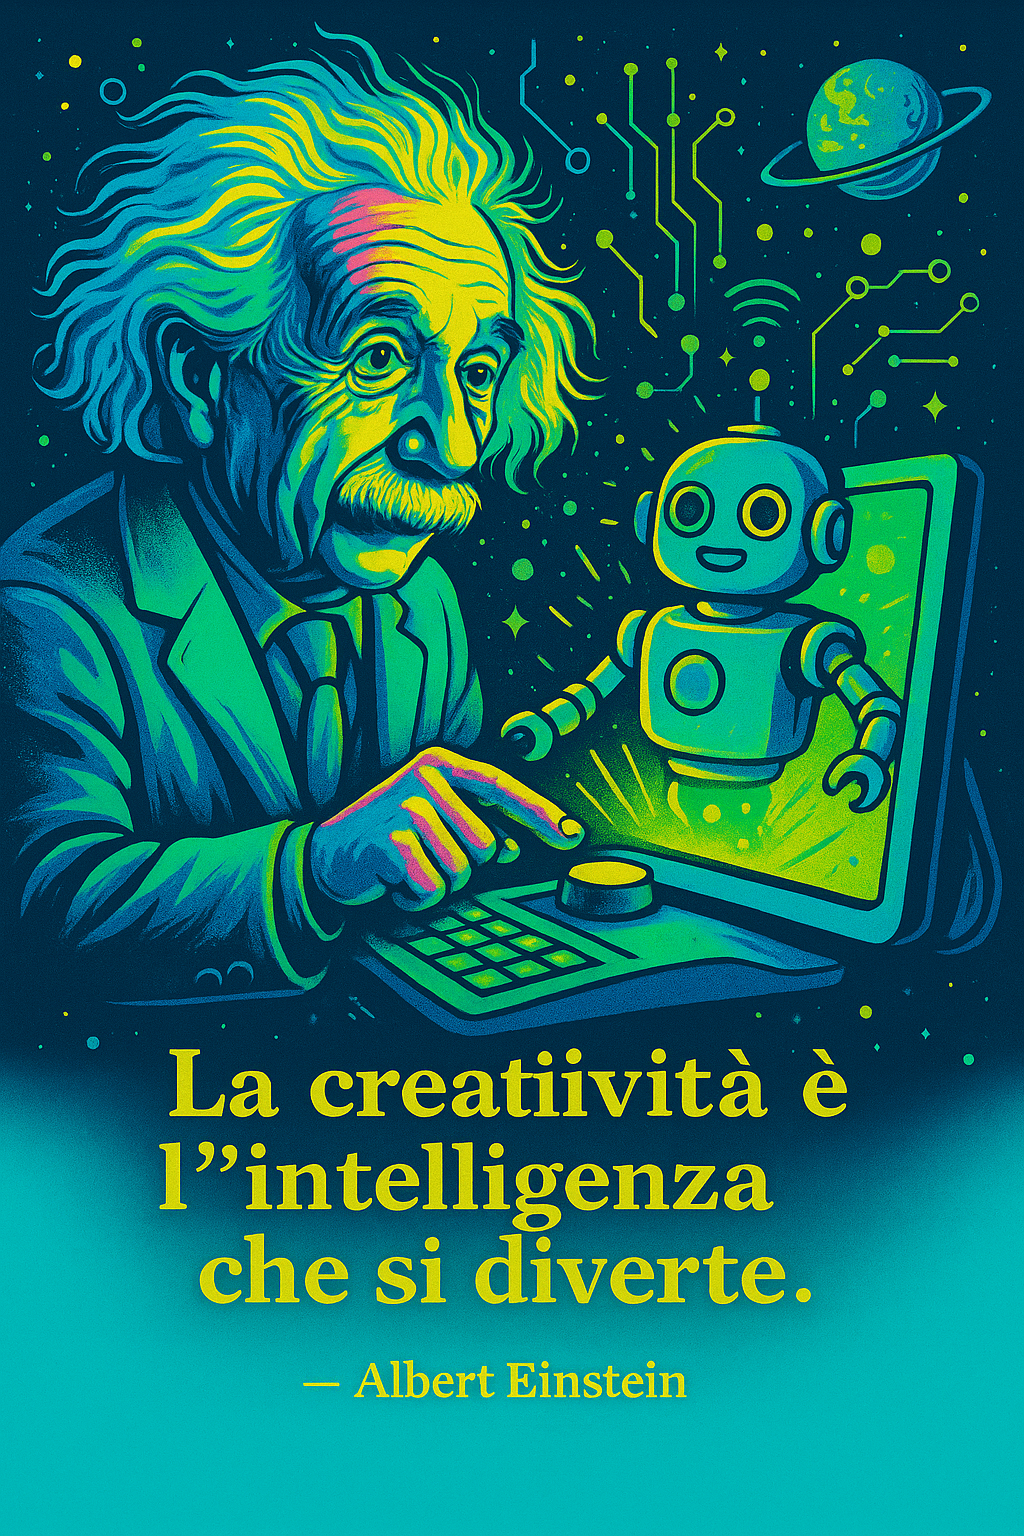 La creatiività è
l”intelligenza
che si diverte.
— Albert Einstein